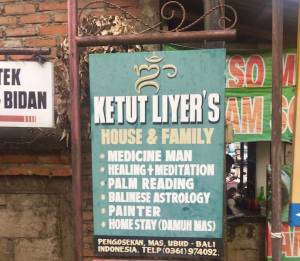 TEK
- BIDAN
KETUT LIYER'S
HOUSE & FAMILY
• MEDICINE MAN
• HEALING + MEDITATION
• PALM READING
• BALINESE ASTROLOGY
• PAINTER
• HOME STAY (DAMUH MAS)
PENGOSEKAN, MAS, UBUD - BALI
INDONESIA. TELP (0361) 974092
SO M
AM SO